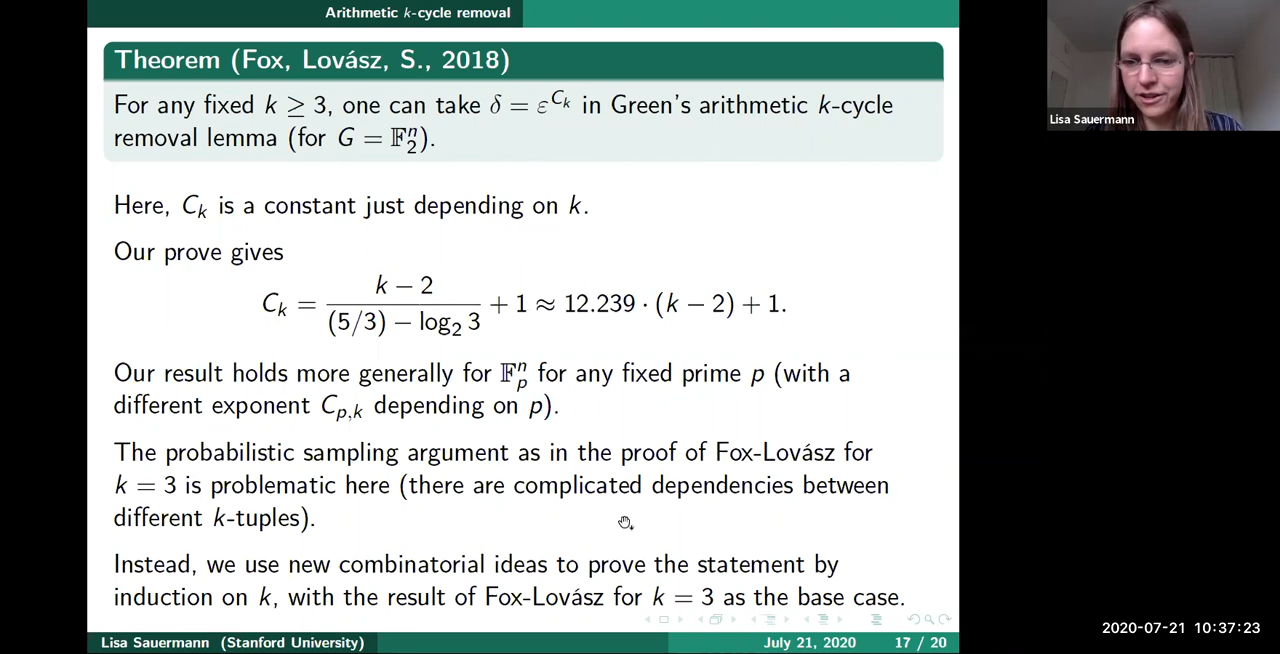 Arithmetic k-cycle removal
Theorem (Fox, Lovász, S., 2018)
For any fixed k ≥ 3, one can take δ = ε^{C_k} in Green's arithmetic k-cycle
removal lemma (for G = 𝔽₂ⁿ).
Here, C_k is a constant just depending on k.
Our prove gives
C_k = (k − 2) / ((5/3) − log₂ 3) + 1 ≈ 12.239 · (k − 2) + 1.
Our result holds more generally for 𝔽_p^n for any fixed prime p (with a
different exponent C_{p,k} depending on p).
The probabilistic sampling argument as in the proof of Fox-Lovász for
k = 3 is problematic here (there are complicated dependencies between
different k-tuples).
Instead, we use new combinatorial ideas to prove the statement by
induction on k, with the result of Fox-Lovász for k = 3 as the base case.
Lisa Sauermann (Stanford University)
July 21, 2020
17 / 20
Lisa Sauermann
2020-07-21 10:37:23